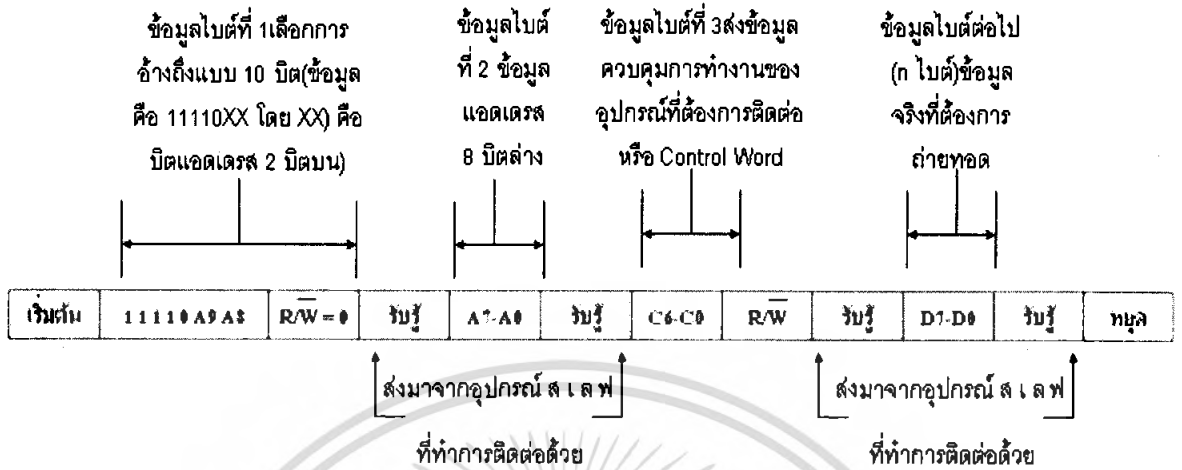 ข้อมูลไบต์ที่ 1เลือกการ
อ้างถึงแบบ 10 บิต(ข้อมูล
คือ 11110XX โดย XX) คือ
บิตแอดเดรส 2 บิตบน)
ข้อมูลไบต์
ที่ 2 ข้อมูล
แอดเดรส
8 บิตล่าง
ข้อมูลไบต์ที่ 3ส่งข้อมูล
ควบคุมการทำงานของ
อุปกรณ์ที่ต้องการติดต่อ
หรือ Control Word
ข้อมูลไบต์ต่อไป
(n ไบต์)ข้อมูล
จริงที่ต้องการ
ถ่ายทอด
เริ่มต้น 11110A9A8 R/W̅=0 รับรู้ A7-A0 รับรู้ C6-C0 R/W̅ รับรู้ D7-D0 รับรู้ หยุด
ส่งมาจากอุปกรณ์ ส เ ล ฟ
ที่ทำการติดต่อด้วย
ส่งมาจากอุปกรณ์ ส เ ล ฟ
ที่ทำการติดต่อด้วย